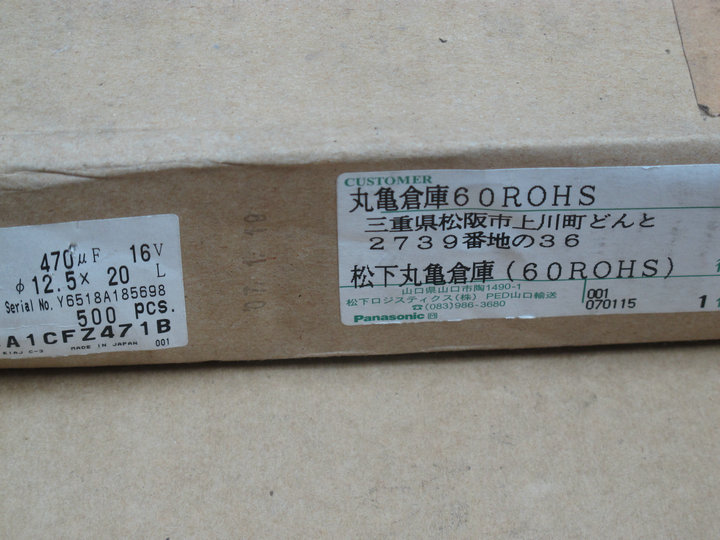 470μF 16V
φ12.5× 20 L
Serial No. Y6518A185698
500 PCS.
A1CFZ471B
EIAJ C-3 MADE IN JAPAN 001
CUSTOMER
丸亀倉庫60ROHS
三重県松阪市上川町どんと
2739番地の36
松下丸亀倉庫(60ROHS)
山口県山口市陶1490-1
松下ロジスティクス(株) PED山口輸送
☎(083)986-3680
Panasonic
001
070115